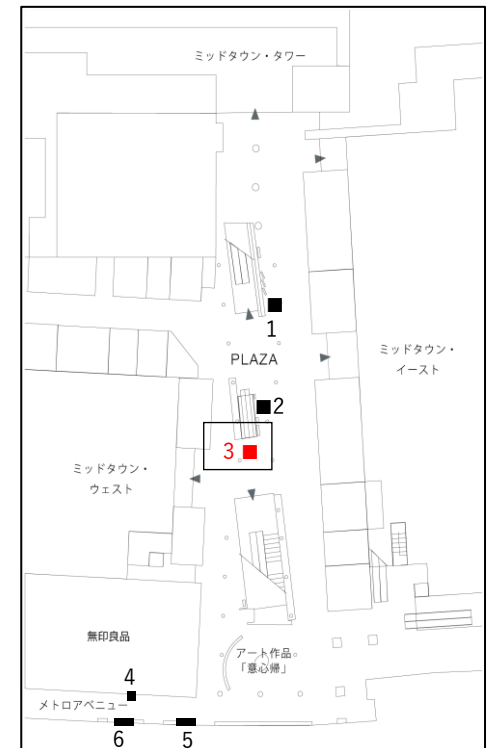 ミッドタウン・タワー
1
PLAZA
ミッドタウン・
イースト
2
3
ミッドタウン・
ウェスト
無印良品
アート作品
「意心帰」
4
メトロアベニュー
6
5